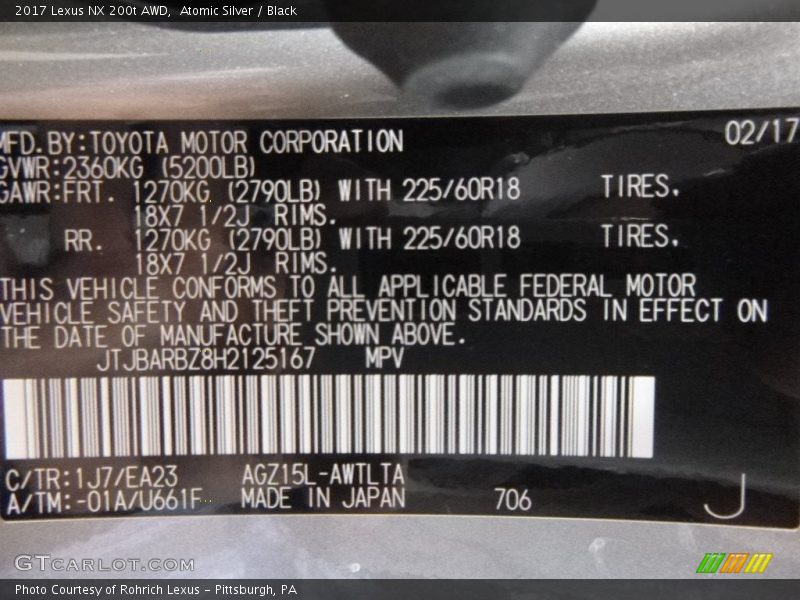 2017 Lexus NX 200t AWD,  Atomic Silver / Black
MFD.BY:TOYOTA MOTOR CORPORATION 02/17
GVWR:2360KG (5200LB)
GAWR:FRT. 1270KG (2790LB) WITH 225/60R18 TIRES.
18X7 1/2J RIMS.
RR. 1270KG (2790LB) WITH 225/60R18 TIRES.
18X7 1/2J RIMS.
THIS VEHICLE CONFORMS TO ALL APPLICABLE FEDERAL MOTOR
VEHICLE SAFETY AND THEFT PREVENTION STANDARDS IN EFFECT ON
THE DATE OF MANUFACTURE SHOWN ABOVE.
JTJBARBZ8H2125167 MPV
C/TR:1J7/EA23 AGZ15L-AWTLTA
A/TM:-01A/U661F MADE IN JAPAN 706 J
GTCARLOT.COM
Photo Courtesy of Rohrich Lexus – Pittsburgh, PA